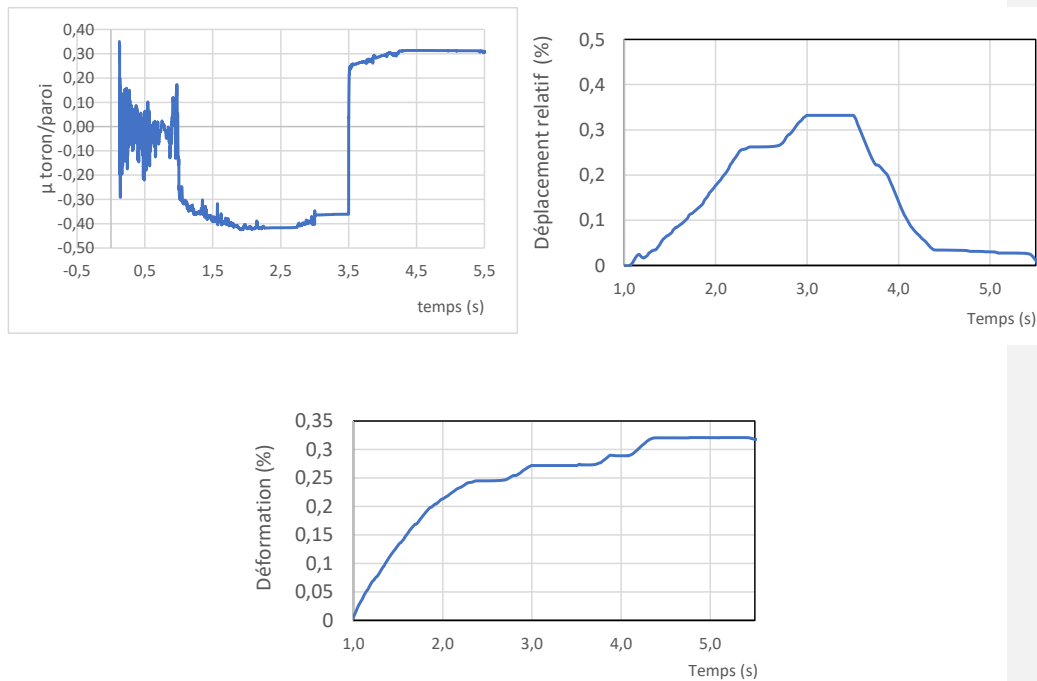 0,40
0,30
0,20
0,10
0,00
-0,10
-0,20
-0,30
-0,40
-0,50
µ toron/paroi
-0,5 0,5 1,5 2,5 3,5 4,5 5,5
temps (s)
0,5
0,4
0,3
0,2
0,1
0
Déplacement relatif (%)
1,0 2,0 3,0 4,0 5,0
Temps (s)
0,35
0,3
0,25
0,2
0,15
0,1
0,05
0
Déformation (%)
1,0 2,0 3,0 4,0 5,0
Temps (s)